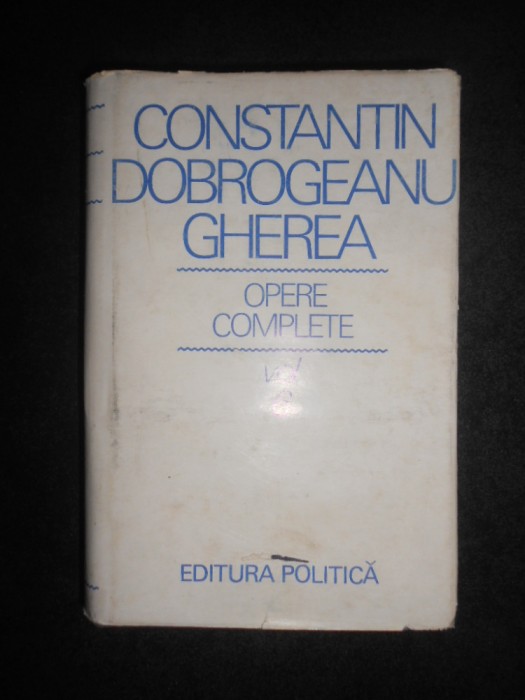 CONSTANTIN
DOBROGEANU
GHEREA
OPERE
COMPLETE
EDITURA POLITICĂ